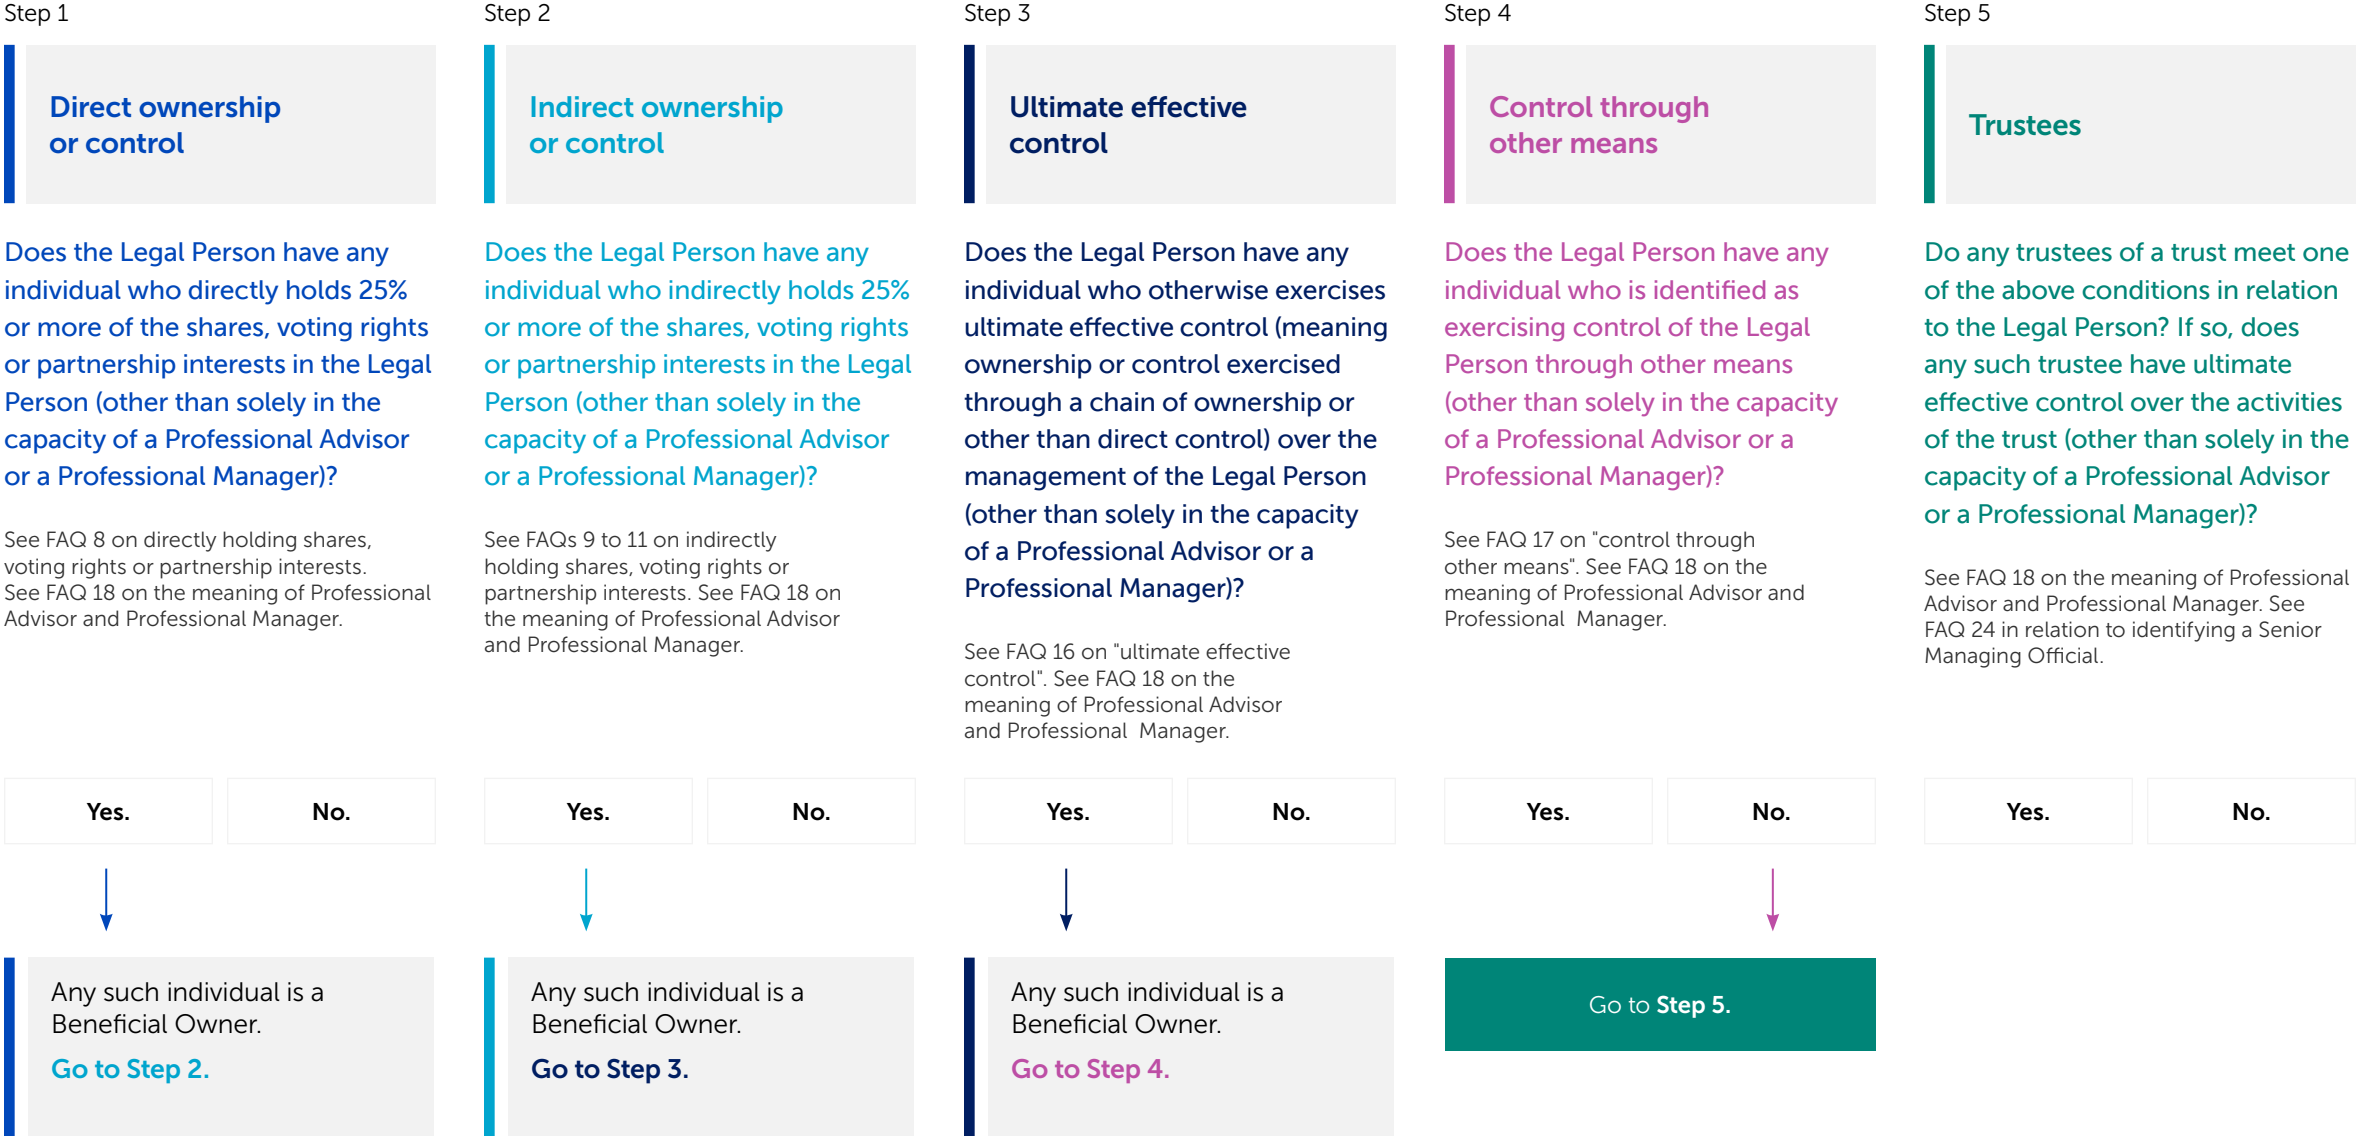 Step 1
Direct ownership
or control
Does the Legal Person have any
individual who directly holds 25%
or more of the shares, voting rights
or partnership interests in the Legal
Person (other than solely in the
capacity of a Professional Advisor
or a Professional Manager)?
See FAQ 8 on directly holding shares,
voting rights or partnership interests.
See FAQ 18 on the meaning of Professional
Advisor and Professional Manager.
Yes.
No.
Any such individual is a
Beneficial Owner.
Go to Step 2.
Step 2
Indirect ownership
or control
Does the Legal Person have any
individual who indirectly holds 25%
or more of the shares, voting rights
or partnership interests in the Legal
Person (other than solely in the
capacity of a Professional Advisor
or a Professional Manager)?
See FAQs 9 to 11 on indirectly
holding shares, voting rights or
partnership interests. See FAQ 18 on
the meaning of Professional Advisor
and Professional Manager.
Yes.
No.
Any such individual is a
Beneficial Owner.
Go to Step 3.
Step 3
Ultimate effective
control
Does the Legal Person have any
individual who otherwise exercises
ultimate effective control (meaning
ownership or control exercised
through a chain of ownership or
other than direct control) over the
management of the Legal Person
(other than solely in the capacity
of a Professional Advisor or a
Professional Manager)?
See FAQ 16 on "ultimate effective
control". See FAQ 18 on the
meaning of Professional Advisor
and Professional Manager.
Yes.
No.
Any such individual is a
Beneficial Owner.
Go to Step 4.
Step 4
Control through
other means
Does the Legal Person have any
individual who is identified as
exercising control of the Legal
Person through other means
(other than solely in the capacity
of a Professional Advisor or a
Professional Manager)?
See FAQ 17 on "control through
other means". See FAQ 18 on the
meaning of Professional Advisor and
Professional Manager.
Yes.
No.
Go to Step 5.
Step 5
Trustees
Do any trustees of a trust meet one
of the above conditions in relation
to the Legal Person? If so, does
any such trustee have ultimate
effective control over the activities
of the trust (other than solely in the
capacity of a Professional Advisor
or a Professional Manager)?
See FAQ 18 on the meaning of Professional
Advisor and Professional Manager. See
FAQ 24 in relation to identifying a Senior
Managing Official.
Yes.
No.